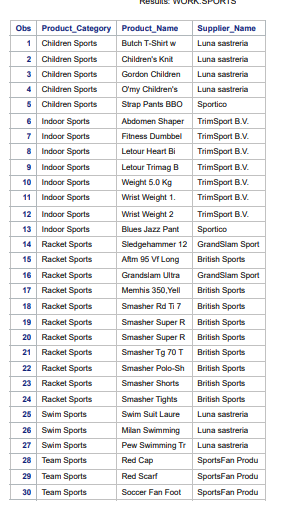 Results: WORK.SPORTS
Obs Product_Category Product_Name Supplier_Name
1 Children Sports Butch T-Shirt w Luna sastreria
2 Children Sports Children's Knit Luna sastreria
3 Children Sports Gordon Children Luna sastreria
4 Children Sports O'my Children's Luna sastreria
5 Children Sports Strap Pants BBO Sportico
6 Indoor Sports Abdomen Shaper TrimSport B.V.
7 Indoor Sports Fitness Dumbbel TrimSport B.V.
8 Indoor Sports Letour Heart Bi TrimSport B.V.
9 Indoor Sports Letour Trimag B TrimSport B.V.
10 Indoor Sports Weight 5.0 Kg TrimSport B.V.
11 Indoor Sports Wrist Weight 1. TrimSport B.V.
12 Indoor Sports Wrist Weight 2 TrimSport B.V.
13 Indoor Sports Blues Jazz Pant Sportico
14 Racket Sports Sledgehammer 12 GrandSlam Sport
15 Racket Sports Aftm 95 Vf Long British Sports
16 Racket Sports Grandslam Ultra GrandSlam Sport
17 Racket Sports Memhis 350,Yell British Sports
18 Racket Sports Smasher Rd Ti 7 British Sports
19 Racket Sports Smasher Super R British Sports
20 Racket Sports Smasher Super R British Sports
21 Racket Sports Smasher Tg 70 T British Sports
22 Racket Sports Smasher Polo-Sh British Sports
23 Racket Sports Smasher Shorts British Sports
24 Racket Sports Smasher Tights British Sports
25 Swim Sports Swim Suit Laure Luna sastreria
26 Swim Sports Milan Swimming Luna sastreria
27 Swim Sports Pew Swimming Tr Luna sastreria
28 Team Sports Red Cap SportsFan Produ
29 Team Sports Red Scarf SportsFan Produ
30 Team Sports Soccer Fan Foot SportsFan Produ